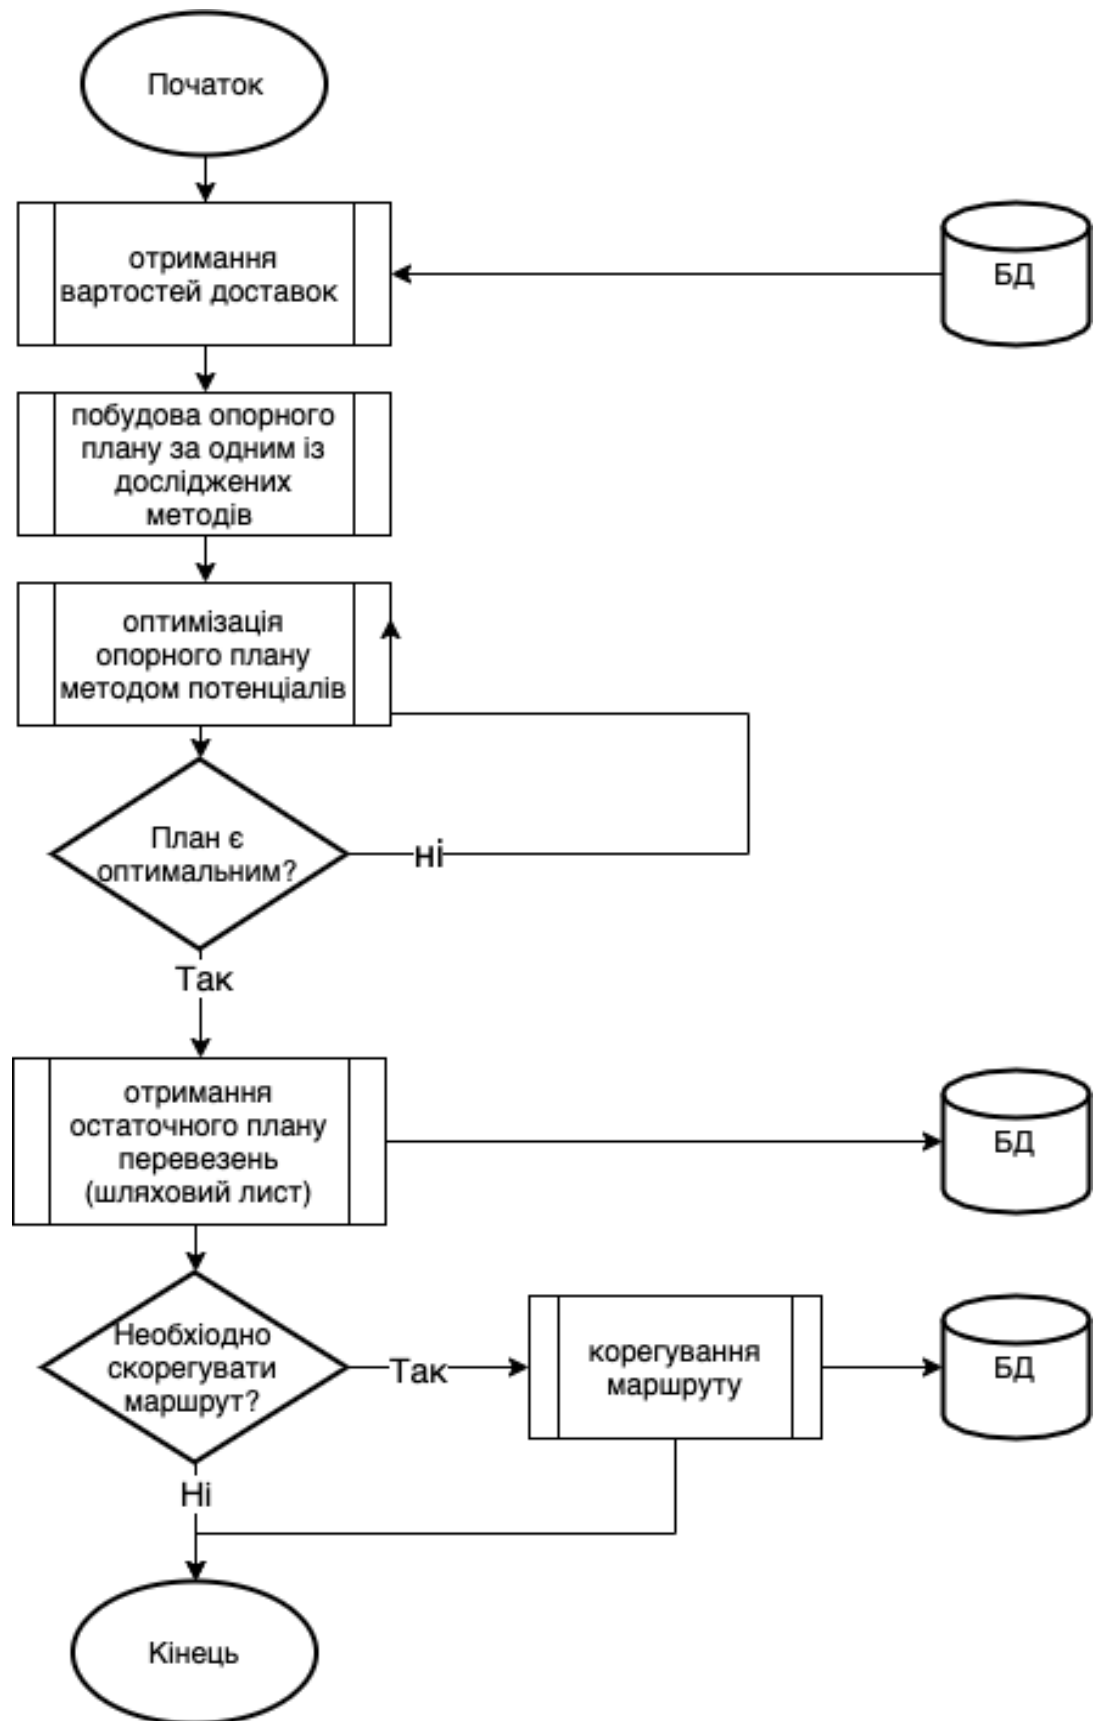 Початок
отримання
вартостей доставок
БД
побудова опорного
плану за одним із
досліджених
методів
оптимізація
опорного плану
методом потенціалів
План є
оптимальним?
ні
Так
отримання
остаточного плану
перевезень
(шляховий лист)
БД
Необхіодно
скорегувати
маршрут?
Так
корегування
маршруту
БД
Ні
Кінець